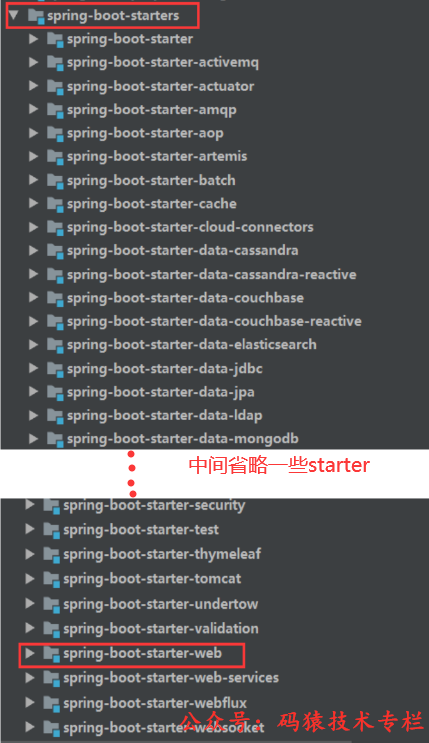 spring-boot-starters
spring-boot-starter
spring-boot-starter-activemq
spring-boot-starter-actuator
spring-boot-starter-amqp
spring-boot-starter-aop
spring-boot-starter-artemis
spring-boot-starter-batch
spring-boot-starter-cache
spring-boot-starter-cloud-connectors
spring-boot-starter-data-cassandra
spring-boot-starter-data-cassandra-reactive
spring-boot-starter-data-couchbase
spring-boot-starter-data-couchbase-reactive
spring-boot-starter-data-elasticsearch
spring-boot-starter-data-jdbc
spring-boot-starter-data-jpa
spring-boot-starter-data-ldap
spring-boot-starter-data-mongodb
中间省略一些starter
spring-boot-starter-security
spring-boot-starter-test
spring-boot-starter-thymeleaf
spring-boot-starter-tomcat
spring-boot-starter-undertow
spring-boot-starter-validation
spring-boot-starter-web
spring-boot-starter-web-services
spring-boot-starter-webflux
公众号：码猿技术专栏
spring-boot-starter-websocket